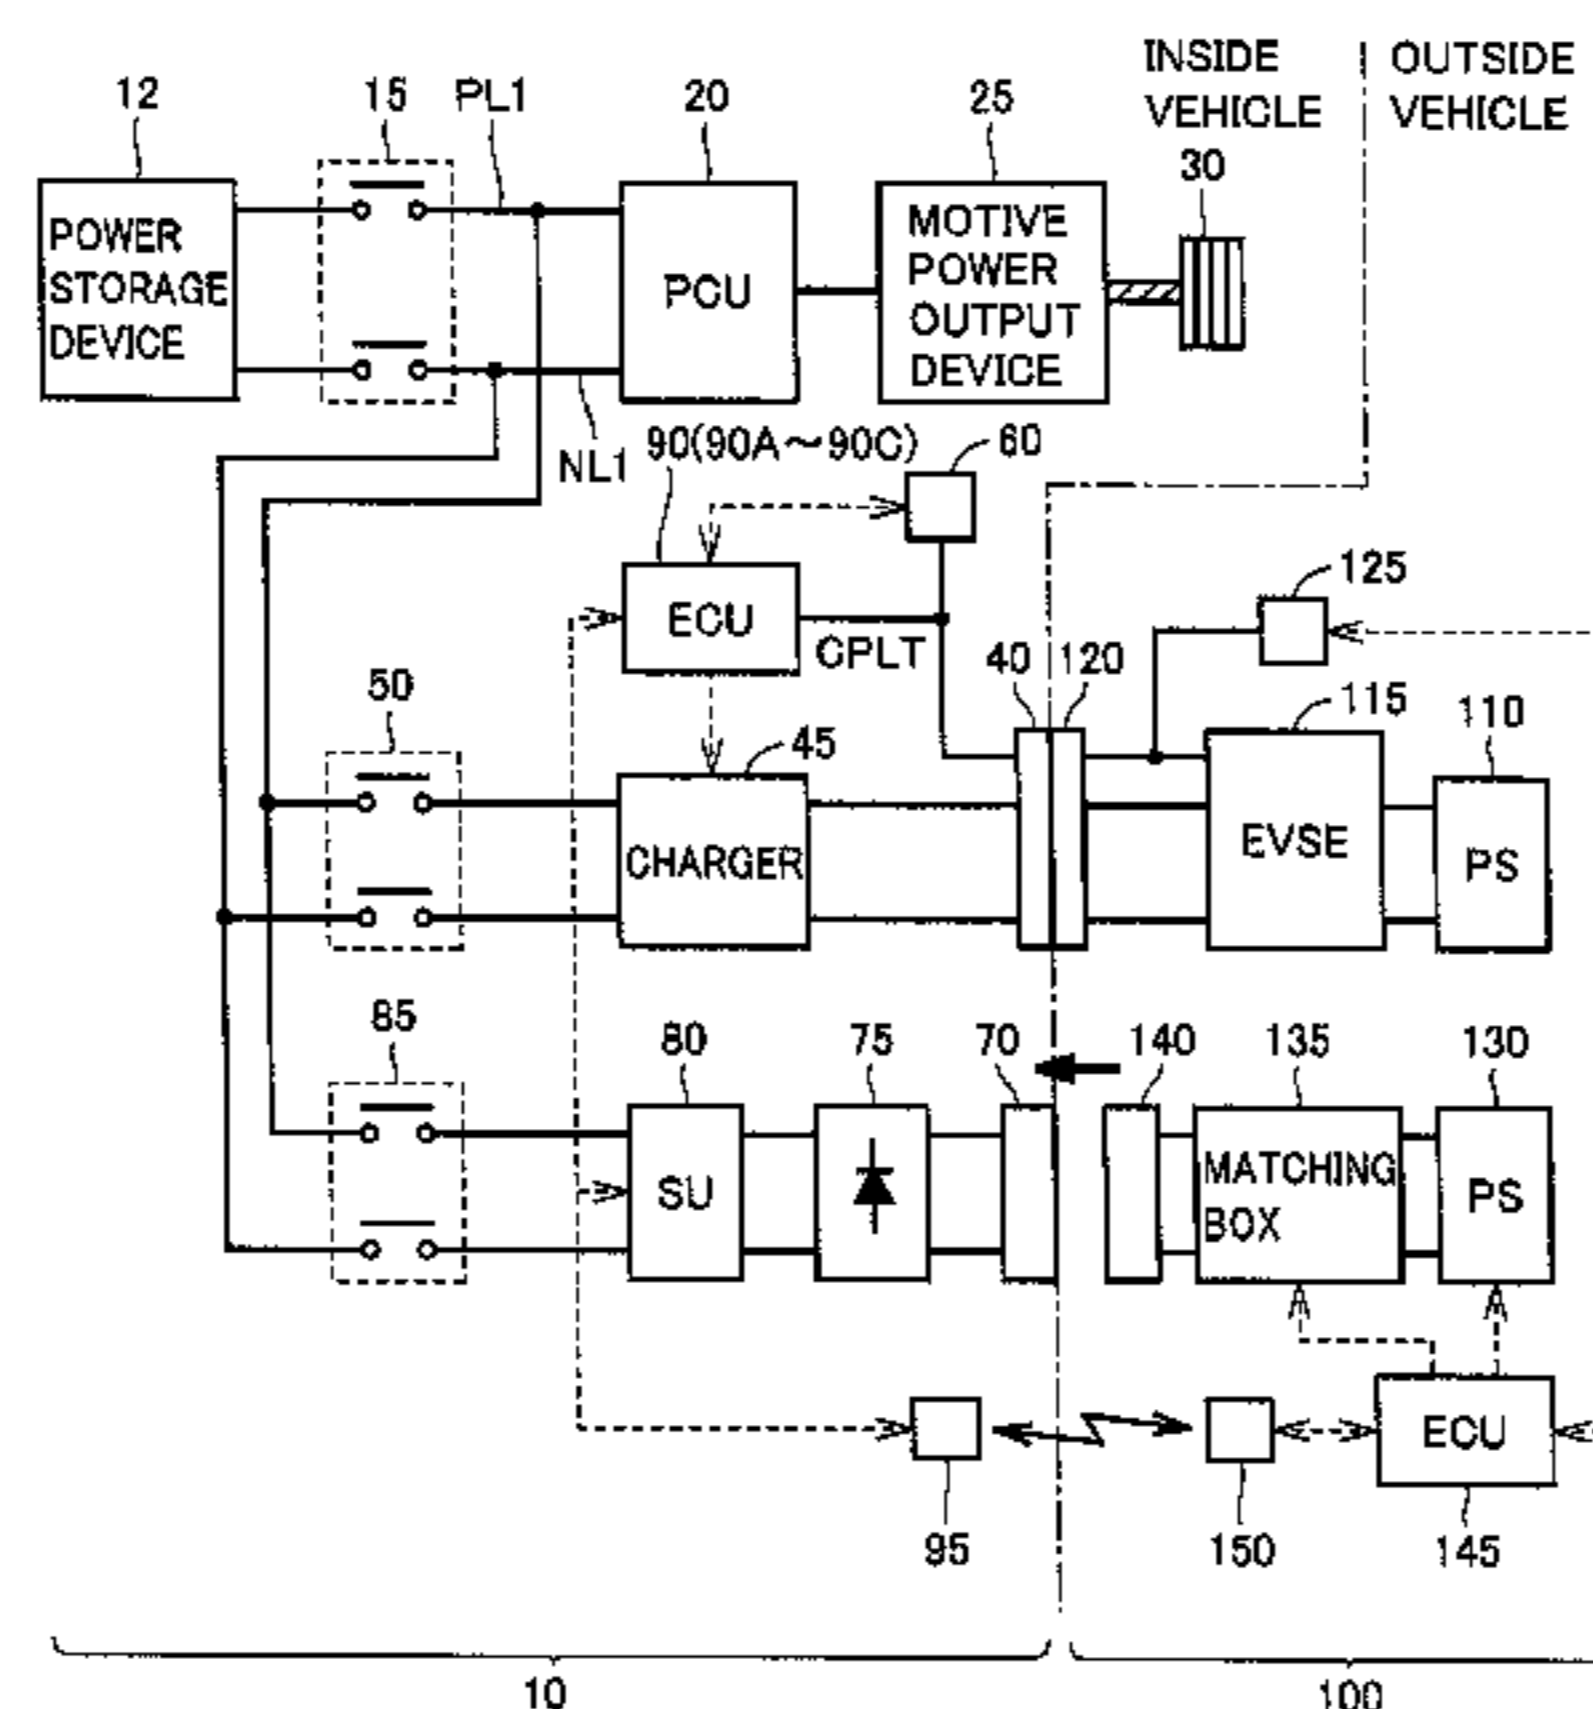 INSIDE VEHICLE
OUTSIDE VEHICLE
12
15
PL1
20
25
30
POWER
STORAGE
DEVICE
PCU
MOTIVE
POWER
OUTPUT
DEVICE
NL1
90(90A～90C)
60
ECU
CPLT
125
40
120
50
45
115
110
CHARGER
EVSE
PS
85
80
75
70
140
135
130
SU
MATCHING
BOX
PS
ECU
95
150
145
10
100